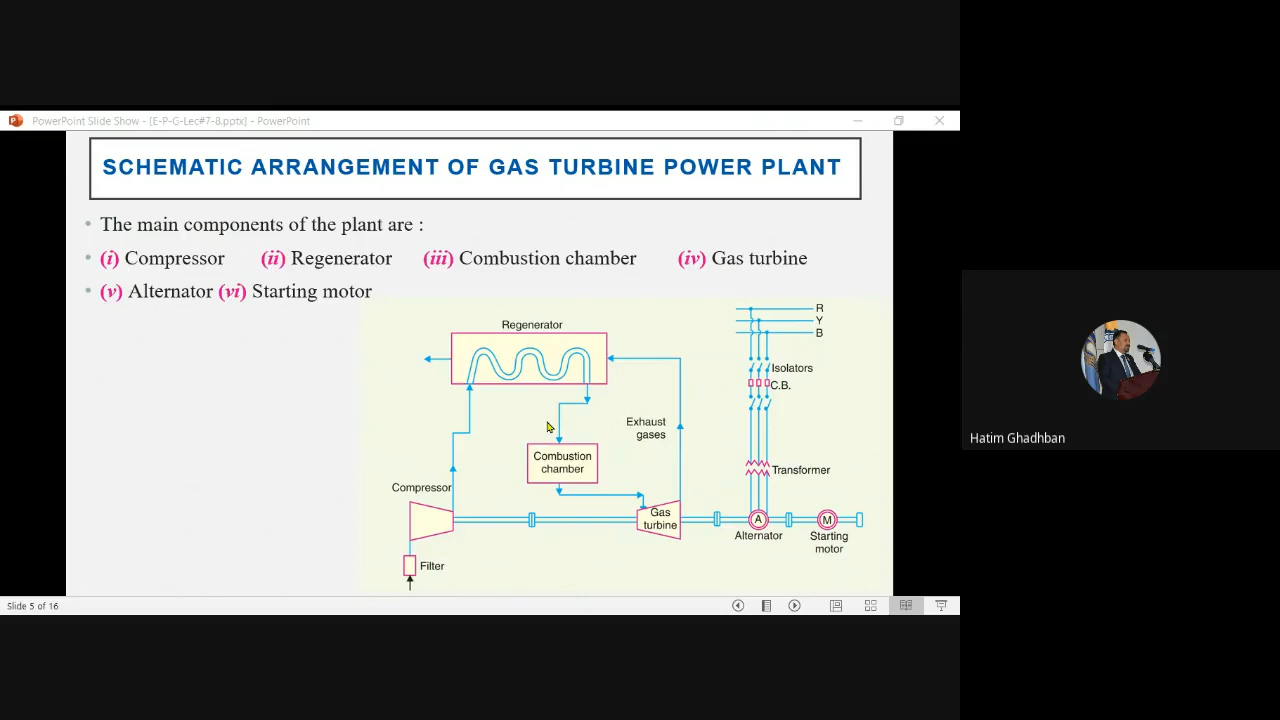 PowerPoint Slide Show - [E-P-G-Lec#7-8.pptx] - PowerPoint
SCHEMATIC ARRANGEMENT OF GAS TURBINE POWER PLANT
• The main components of the plant are :
• (i) Compressor (ii) Regenerator (iii) Combustion chamber (iv) Gas turbine
• (v) Alternator (vi) Starting motor
Regenerator
R
Y
B
Isolators
C.B.
Exhaust
gases
Combustion
chamber
Transformer
Compressor
Gas
turbine
A
M
Alternator
Starting
motor
Filter
Slide 5 of 16
Hatim Ghadhban